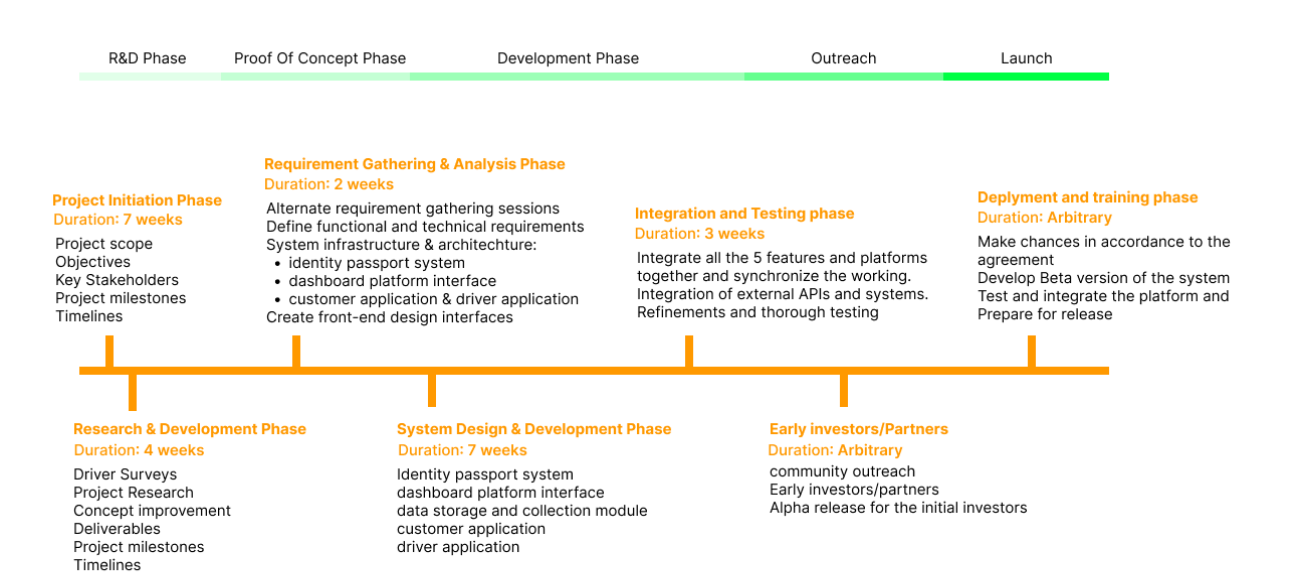 R&D Phase
Proof Of Concept Phase
Development Phase
Outreach
Launch
Project Initiation Phase
Duration: 7 weeks
Project scope
Objectives
Key Stakeholders
Project milestones
Timelines
Requirement Gathering & Analysis Phase
Duration: 2 weeks
Alternate requirement gathering sessions
Define functional and technical requirements
System infrastructure & architechture:
• identity passport system
• dashboard platform interface
• customer application & driver application
Create front-end design interfaces
Integration and Testing phase
Duration: 3 weeks
Integrate all the 5 features and platforms
together and synchronize the working.
Integration of external APIs and systems.
Refinements and thorough testing
Deplyment and training phase
Duration: Arbitrary
Make chances in accordance to the
agreement
Develop Beta version of the system
Test and integrate the platform and
Prepare for release
Research & Development Phase
Duration: 4 weeks
Driver Surveys
Project Research
Concept improvement
Deliverables
Project milestones
Timelines
System Design & Development Phase
Duration: 7 weeks
Identity passport system
dashboard platform interface
data storage and collection module
customer application
driver application
Early investors/Partners
Duration: Arbitrary
community outreach
Early investors/partners
Alpha release for the initial investors